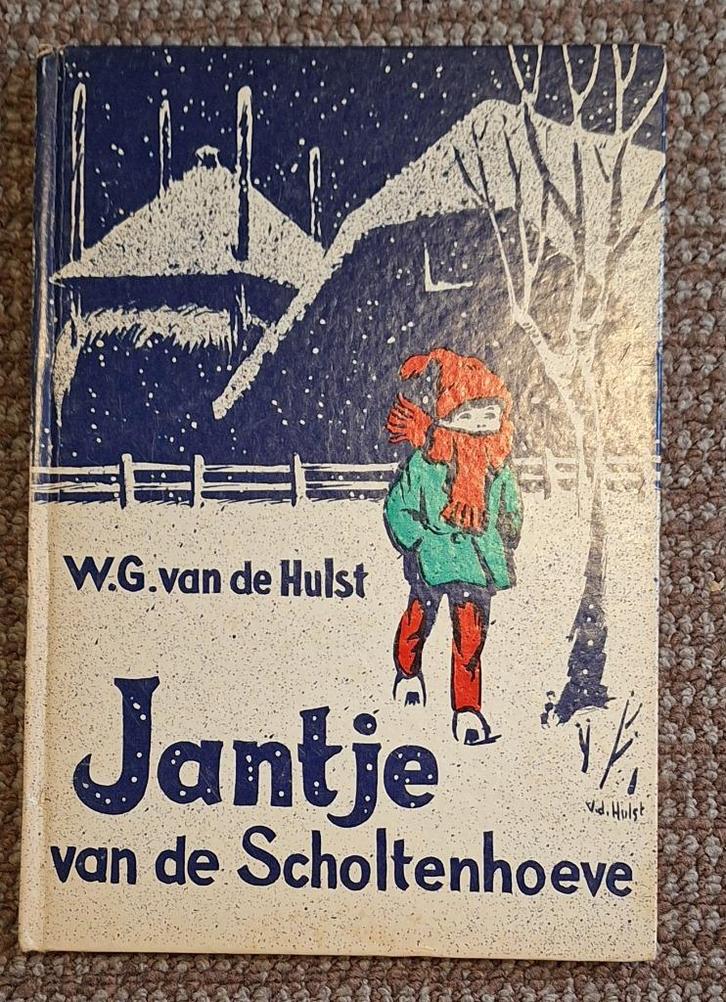 W.G. van de Hulst
Jantje
van de Scholtenhoeve
v.d. Hulst